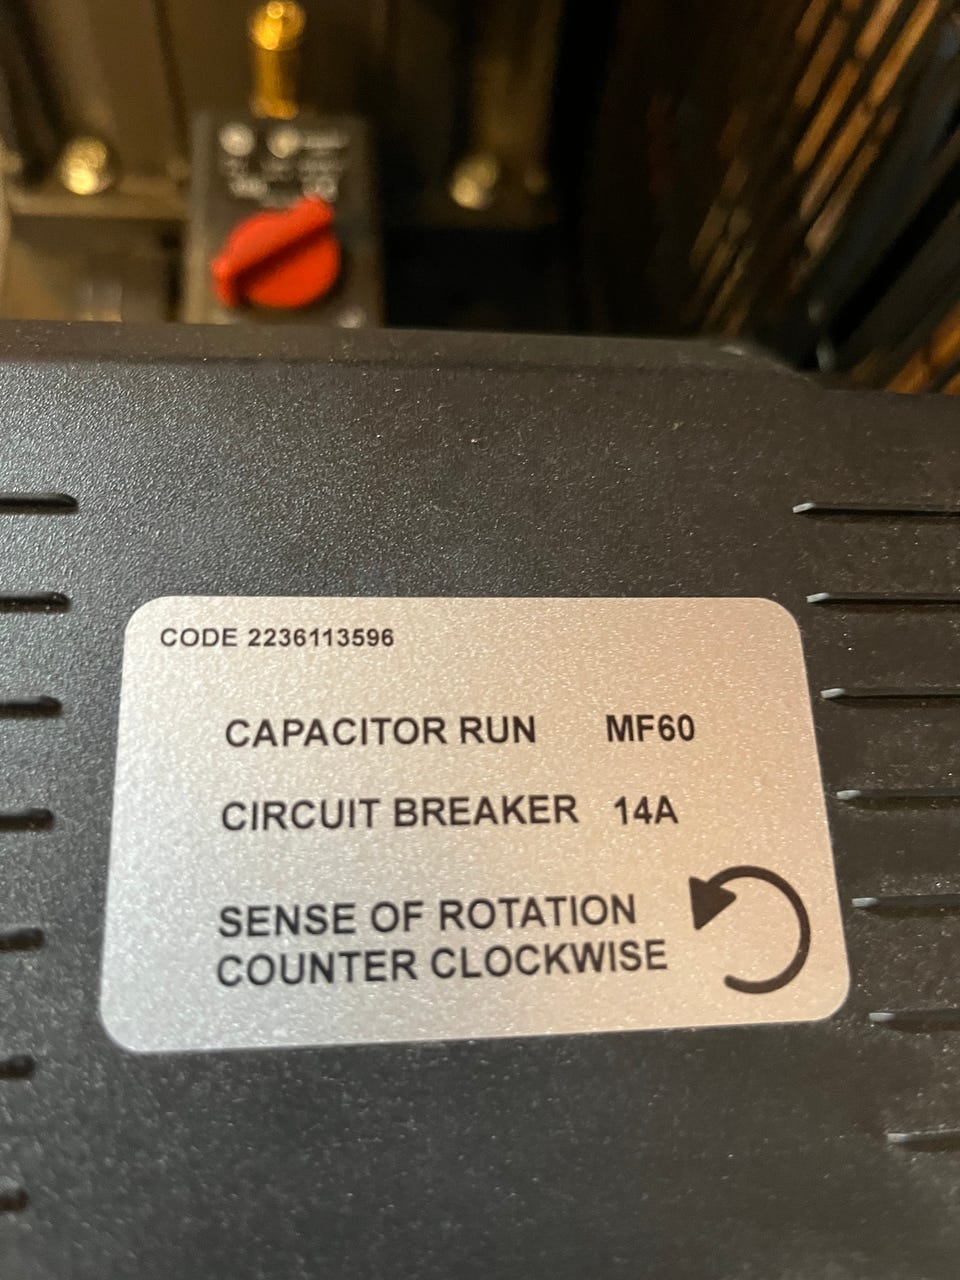 CODE 2236113596
CAPACITOR RUN MF60
CIRCUIT BREAKER 14A
SENSE OF ROTATION
COUNTER CLOCKWISE